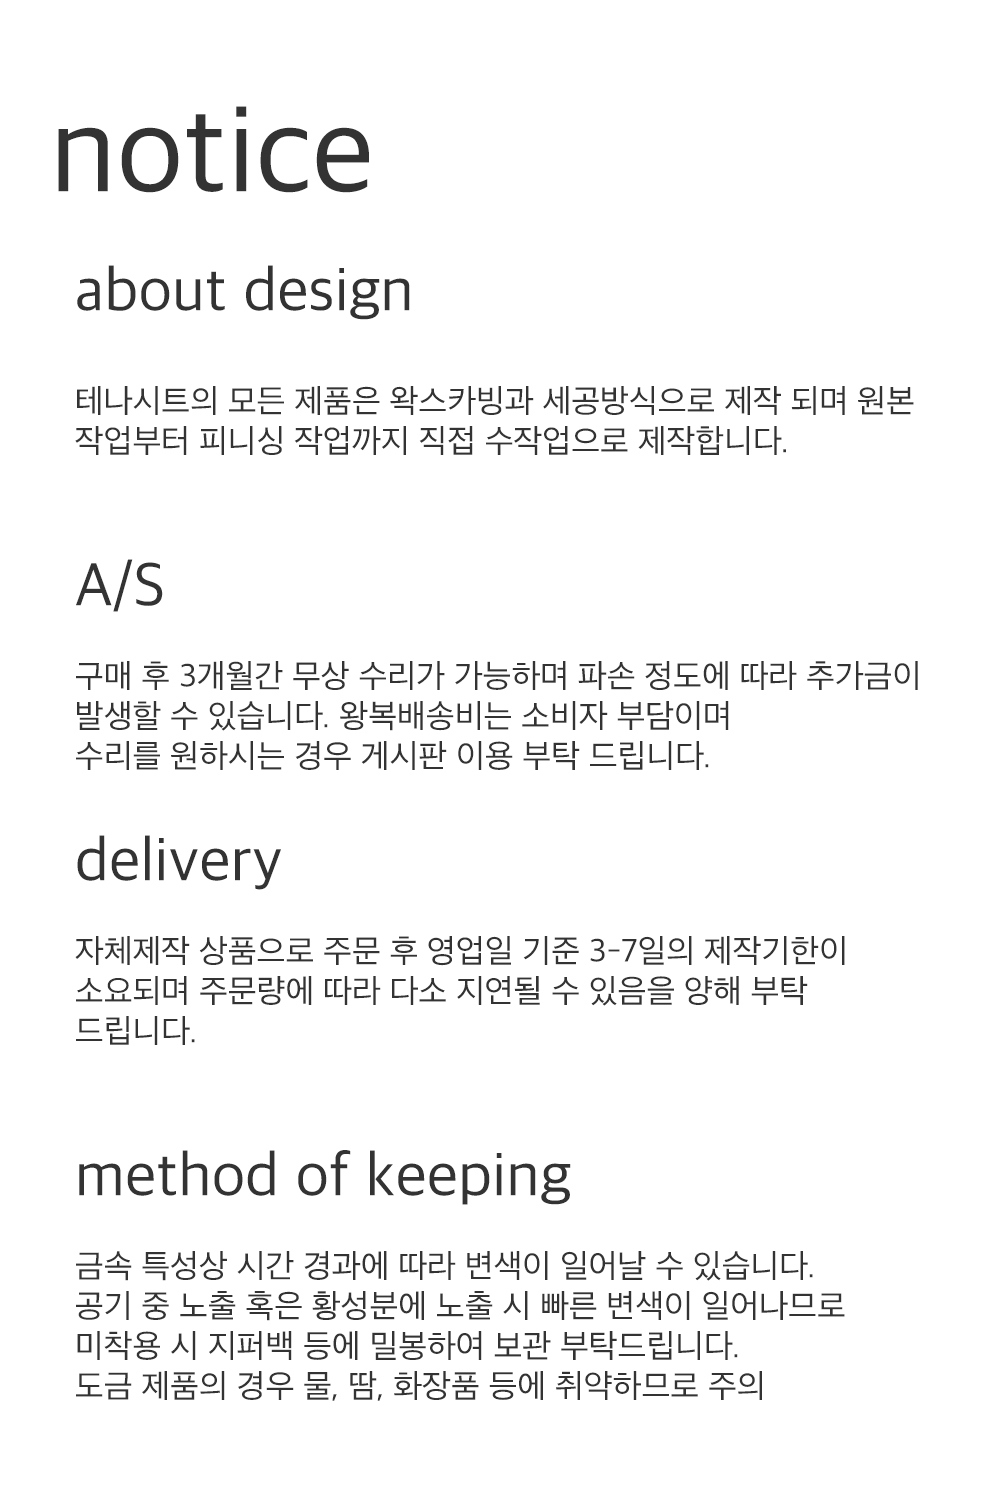 notice
about design
테나시트의 모든 제품은 왁스카빙과 세공방식으로 제작 되며 원본
작업부터 피니싱 작업까지 직접 수작업으로 제작합니다.
A/S
구매 후 3개월간 무상 수리가 가능하며 파손 정도에 따라 추가금이
발생할 수 있습니다. 왕복배송비는 소비자 부담이며
수리를 원하시는 경우 게시판 이용 부탁 드립니다.
delivery
자체제작 상품으로 주문 후 영업일 기준 3-7일의 제작기한이
소요되며 주문량에 따라 다소 지연될 수 있음을 양해 부탁
드립니다.
method of keeping
금속 특성상 시간 경과에 따라 변색이 일어날 수 있습니다.
공기 중 노출 혹은 황성분에 노출 시 빠른 변색이 일어나므로
미착용 시 지퍼백 등에 밀봉하여 보관 부탁드립니다.
도금 제품의 경우 물, 땀, 화장품 등에 취약하므로 주의